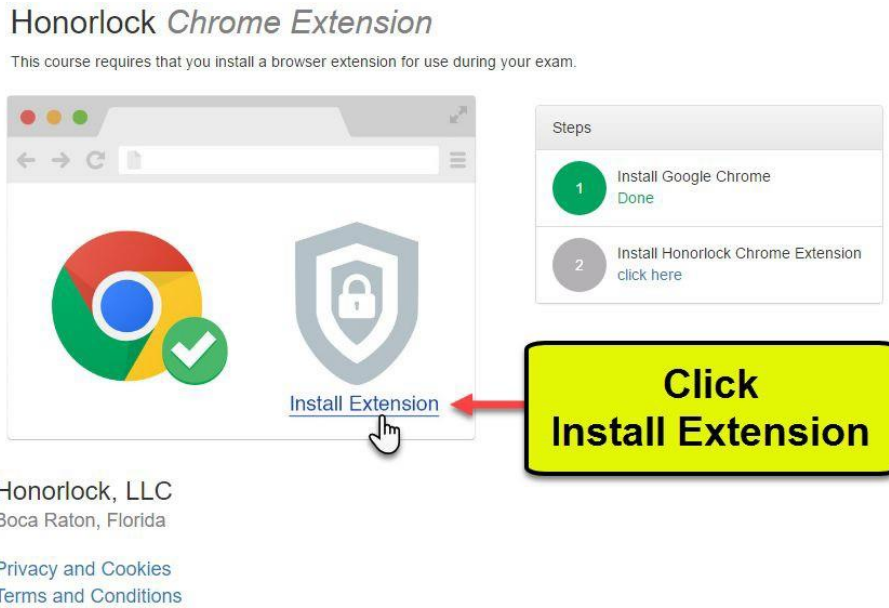 Honorlock Chrome Extension
This course requires that you install a browser extension for use during your exam.
Steps
1
Install Google Chrome
Done
2
Install Honorlock Chrome Extension
click here
Install Extension
Click
Install Extension
Honorlock, LLC
Boca Raton, Florida
Privacy and Cookies
Terms and Conditions